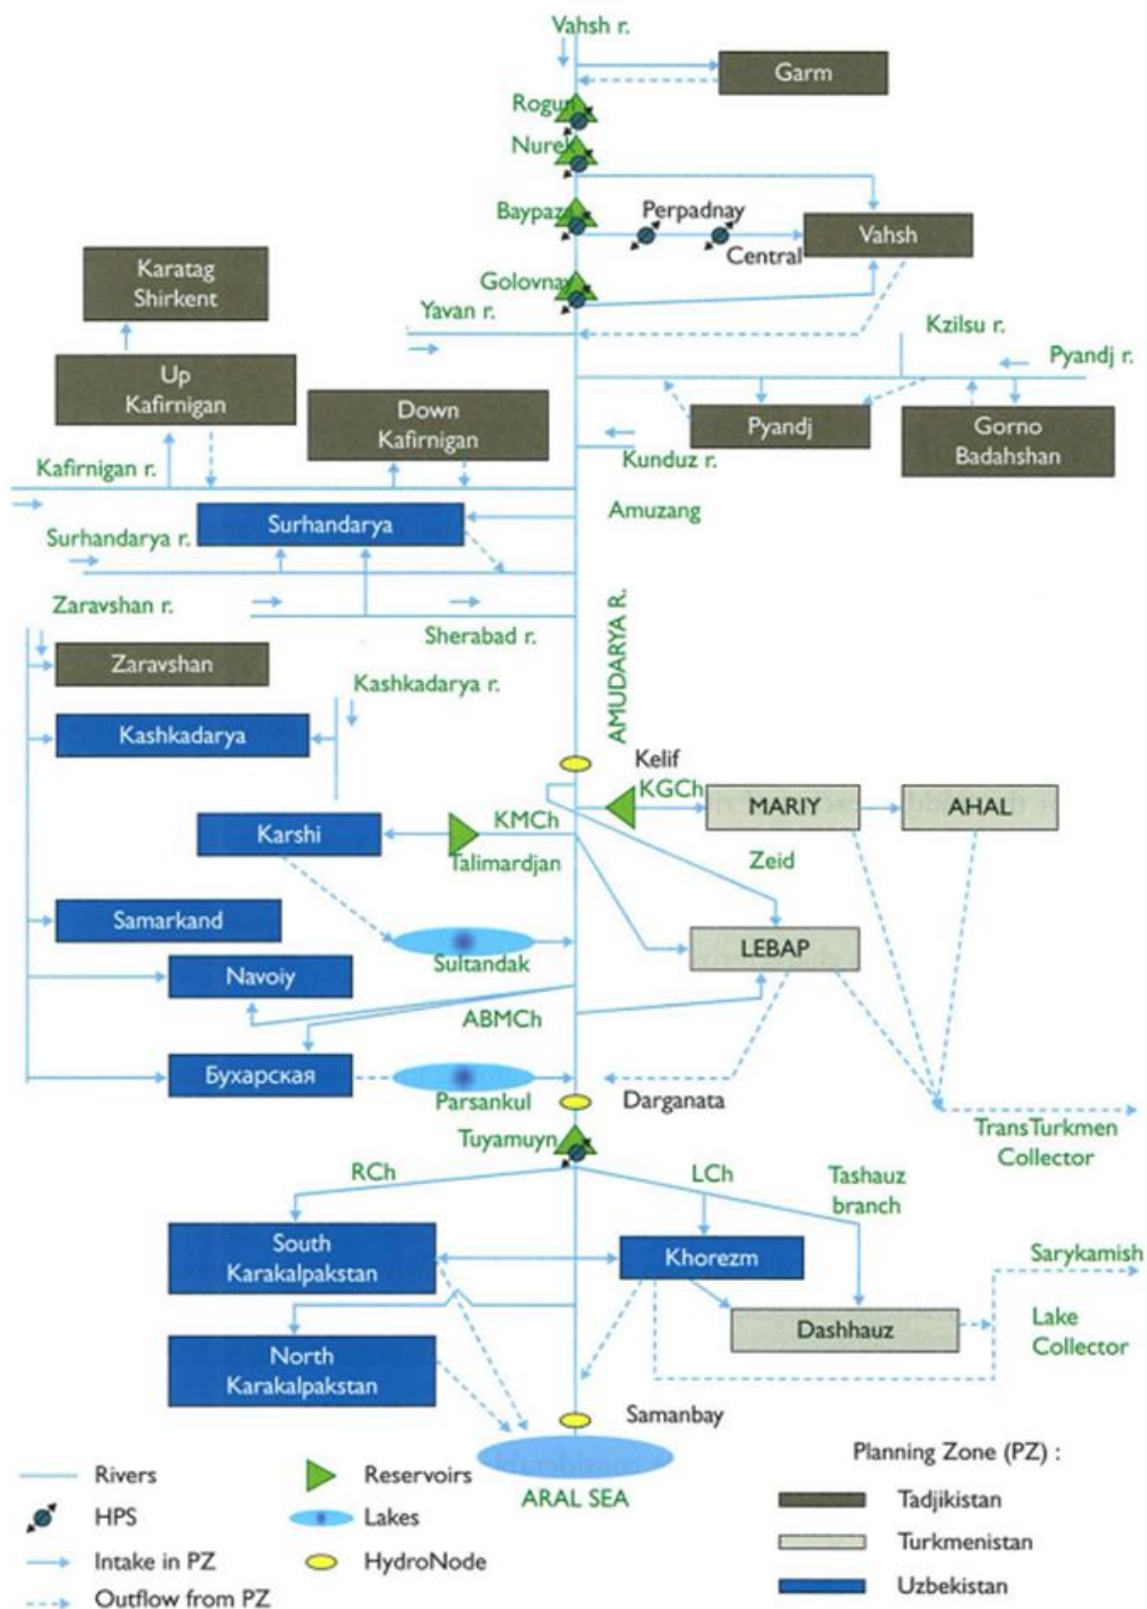 Vahsh r.
Garm
Rogun
Nurek
Baypaza
Perpadnay
Vahsh
Central
Karatag
Shirkent
Golovnay
Yavan r.
Kzilsu r.
Pyandj r.
Up
Kafirnigan
Down
Kafirnigan
Pyandj
Gorno
Badahshan
Kafirnigan r.
Kunduz r.
Surhandarya
Amuzang
Surhandarya r.
Zaravshan r.
Sherabad r.
AMUDARYA R.
Zaravshan
Kashkadarya r.
Kashkadarya
Kelif
KGCh
MARIY
AHAL
Karshi
KMCh
Talimardjan
Zeid
Samarkand
LEBAP
Sultandak
Navoiy
ABMCh
Бухарская
Parsankul
Darganata
TransTurkmen
Collector
Tuyamuyn
RCh
LCh
Tashauz
branch
South
Karakalpakstan
Khorezm
Sarykamish
Dashhauz
Lake
Collector
North
Karakalpakstan
Samanbay
ARAL SEA
Rivers
HPS
Intake in PZ
Outflow from PZ
Reservoirs
Lakes
HydroNode
Planning Zone (PZ) :
Tadjikistan
Turkmenistan
Uzbekistan